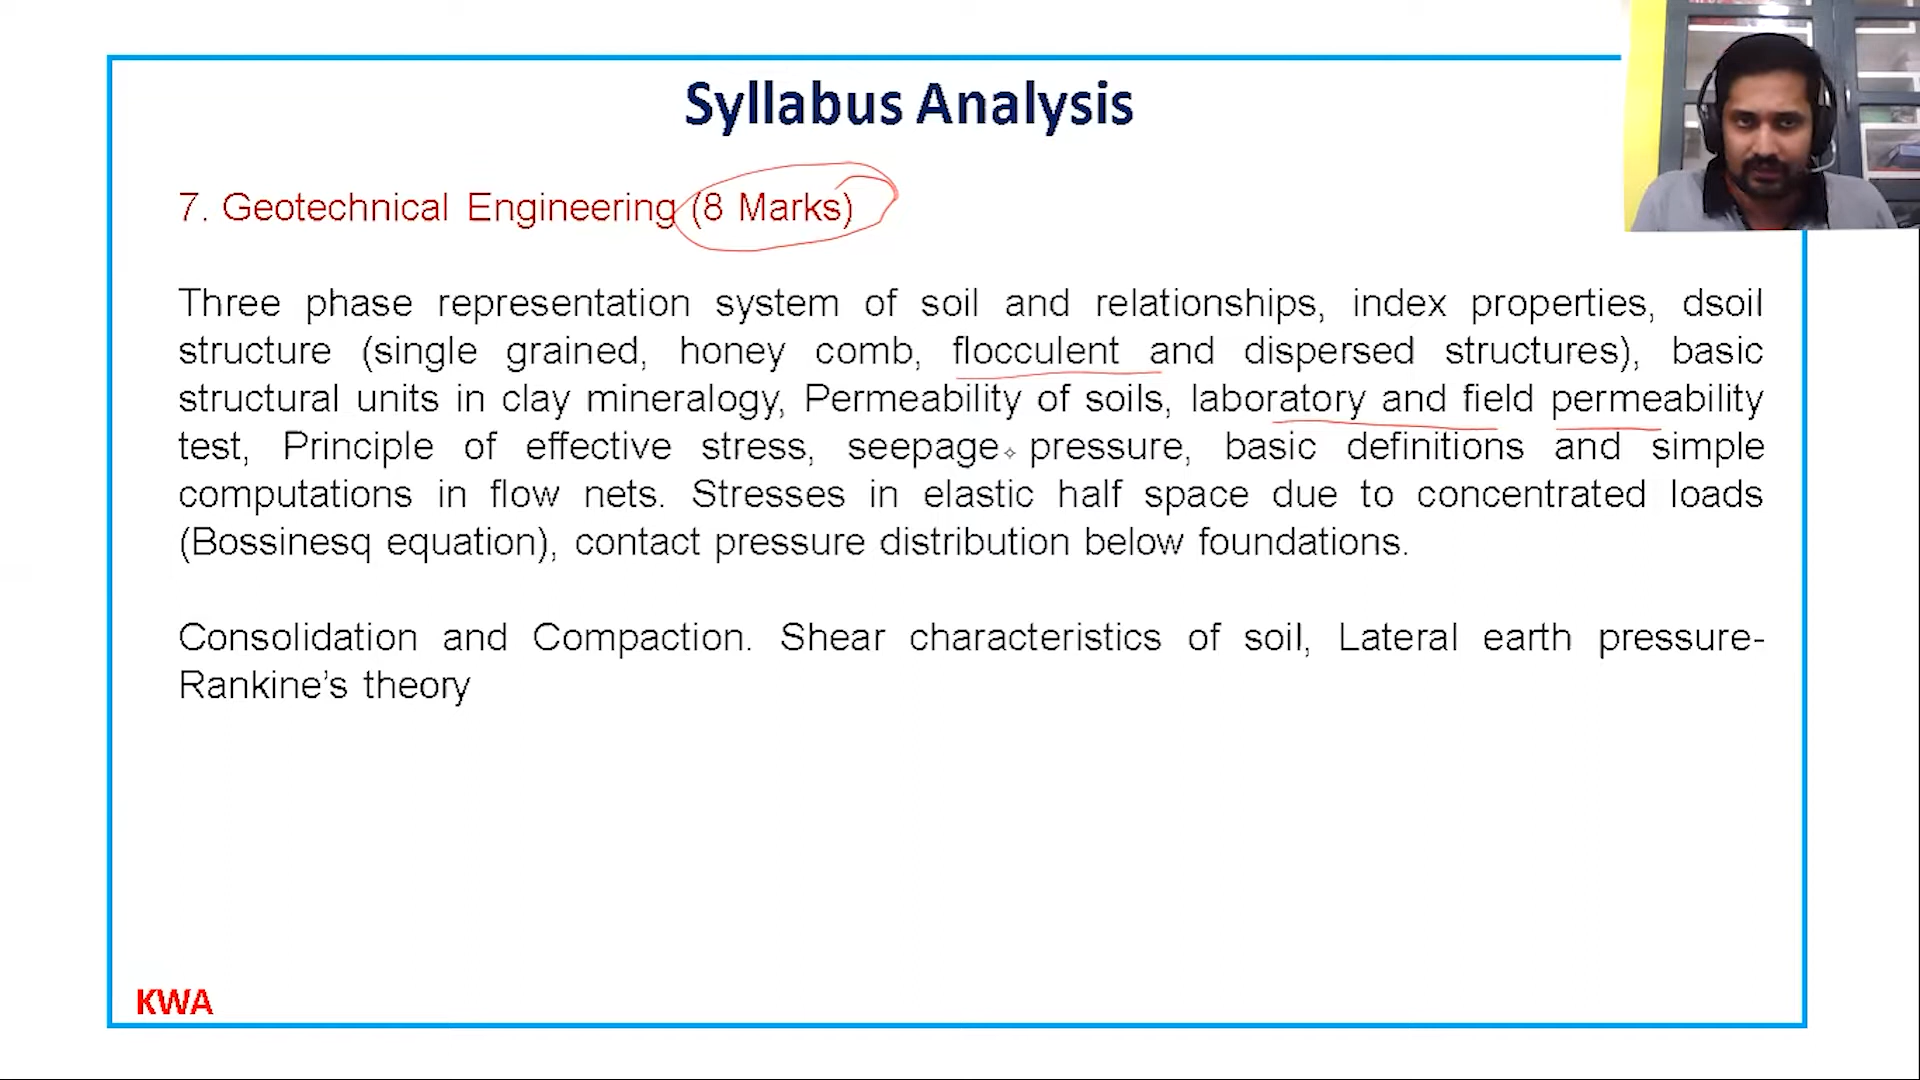 Syllabus Analysis
7. Geotechnical Engineering (8 Marks)
Three phase representation system of soil and relationships, index properties, dsoil
structure (single grained, honey comb, flocculent and dispersed structures), basic
structural units in clay mineralogy, Permeability of soils, laboratory and field permeability
test, Principle of effective stress, seepage pressure, basic definitions and simple
computations in flow nets. Stresses in elastic half space due to concentrated loads
(Bossinesq equation), contact pressure distribution below foundations.
Consolidation and Compaction. Shear characteristics of soil, Lateral earth pressure-
Rankine’s theory
KWA